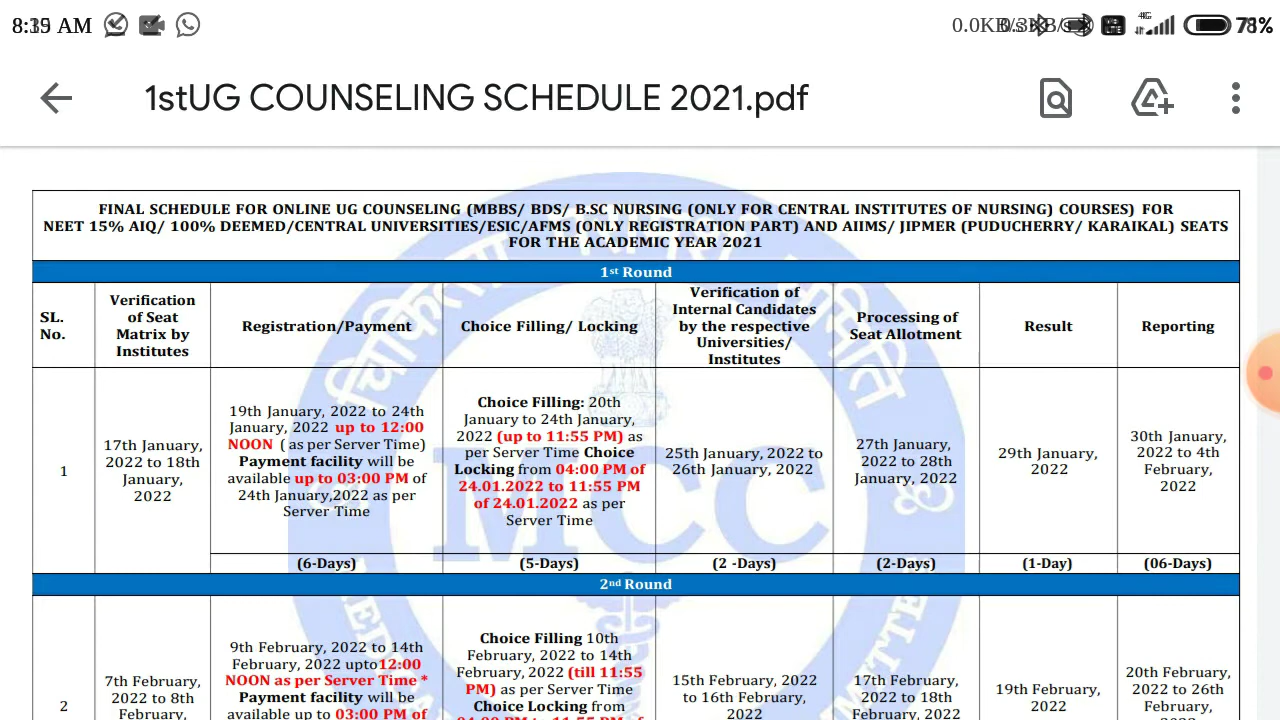 8:35 AM
1stUG COUNSELING SCHEDULE 2021.pdf
FINAL SCHEDULE FOR ONLINE UG COUNSELING (MBBS/ BDS/ B.SC NURSING (ONLY FOR CENTRAL INSTITUTES OF NURSING) COURSES) FOR
NEET 15% AIQ/ 100% DEEMED/CENTRAL UNIVERSITIES/ESIC/AFMS (ONLY REGISTRATION PART) AND AIIMS/ JIPMER (PUDUCHERRY/ KARAIKAL) SEATS
FOR THE ACADEMIC YEAR 2021
1st Round
SL.
No.
Verification
of Seat
Matrix by
Institutes
Registration/Payment
Choice Filling/ Locking
Verification of
Internal Candidates
by the respective
Universities/
Institutes
Processing of
Seat Allotment
Result
Reporting
1
17th January,
2022 to 18th
January,
2022
19th January, 2022 to 24th
January, 2022 up to 12:00
NOON ( as per Server Time)
Payment facility will be
available up to 03:00 PM of
24th January,2022 as per
Server Time
Choice Filling: 20th
January to 24th January,
2022 (up to 11:55 PM) as
per Server Time Choice
Locking from 04:00 PM of
24.01.2022 to 11:55 PM
of 24.01.2022 as per
Server Time
25th January, 2022 to
26th January, 2022
27th January,
2022 to 28th
January, 2022
29th January,
2022
30th January,
2022 to 4th
February,
2022
(6-Days)
(5-Days)
(2 -Days)
(2-Days)
(1-Day)
(06-Days)
2nd Round
2
7th February,
2022 to 8th
February,
9th February, 2022 to 14th
February, 2022 upto12:00
NOON as per Server Time *
Payment facility will be
available up to 03:00 PM of
Choice Filling 10th
February, 2022 to 14th
February, 2022 (till 11:55
PM) as per Server Time
Choice Locking from
15th February, 2022
to 16th February,
2022
17th February,
2022 to 18th
February, 2022
19th February
2022
20th February,
2022 to 26th
February,
MCC